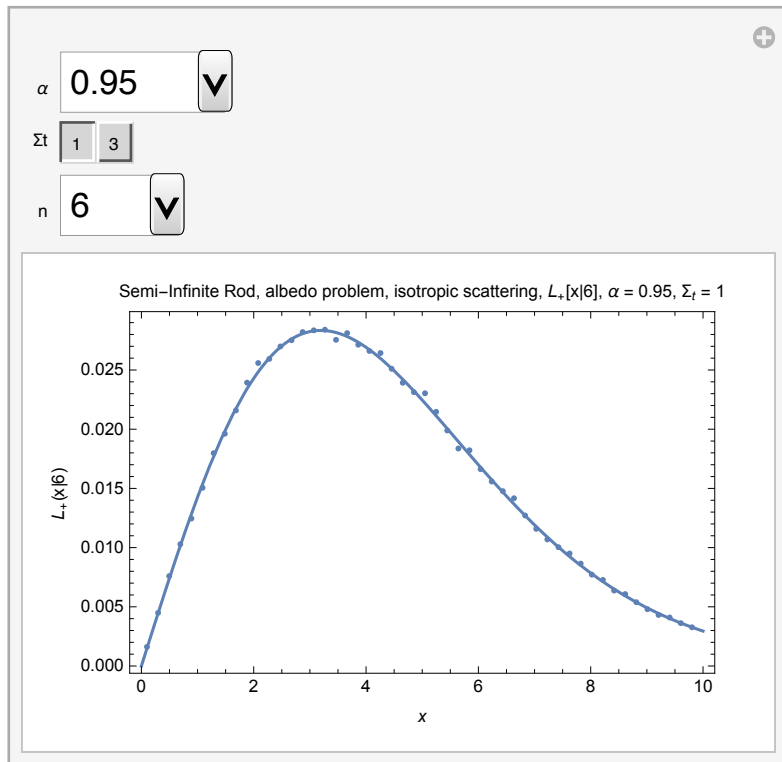 α 0.95
Σt 1 3
n 6
Semi-Infinite Rod, albedo problem, isotropic scattering, L₊[x|6], α = 0.95, Σₜ = 1
0.025
0.020
0.015
0.010
0.005
0.000
L₊(x|6)
0 2 4 6 8 10
x